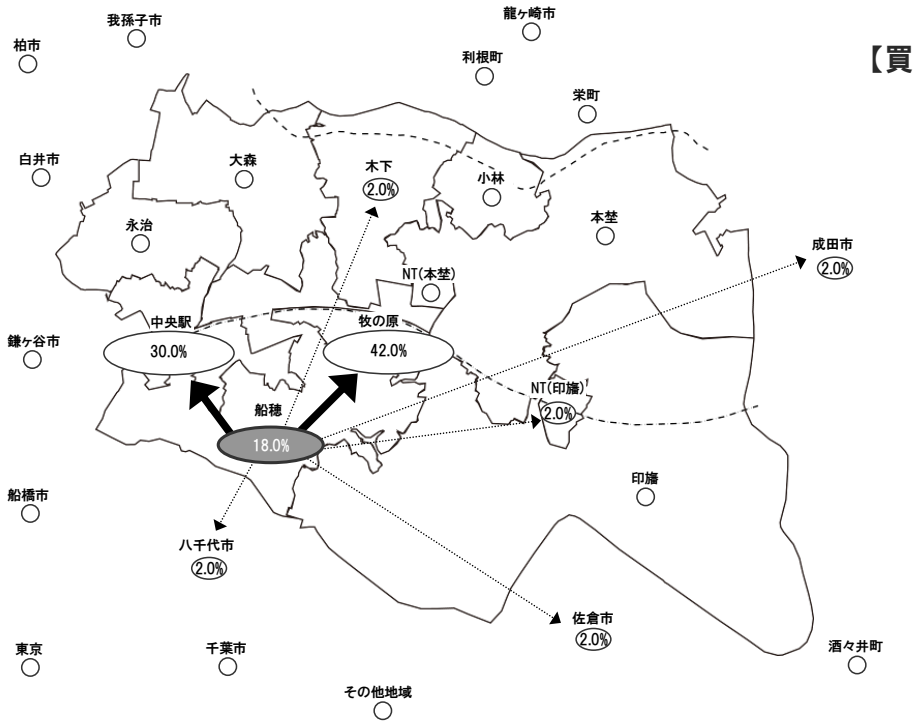 龍ヶ崎市
我孫子市
柏市
利根町
【買
栄町
白井市
大森
木下
2.0%
小林
永治
本埜
成田市
2.0%
NT(本埜)
中央駅
30.0%
牧の原
42.0%
鎌ヶ谷市
NT(印旛)
2.0%
船穂
18.0%
印旛
船橋市
八千代市
2.0%
佐倉市
2.0%
東京
千葉市
酒々井町
その他地域